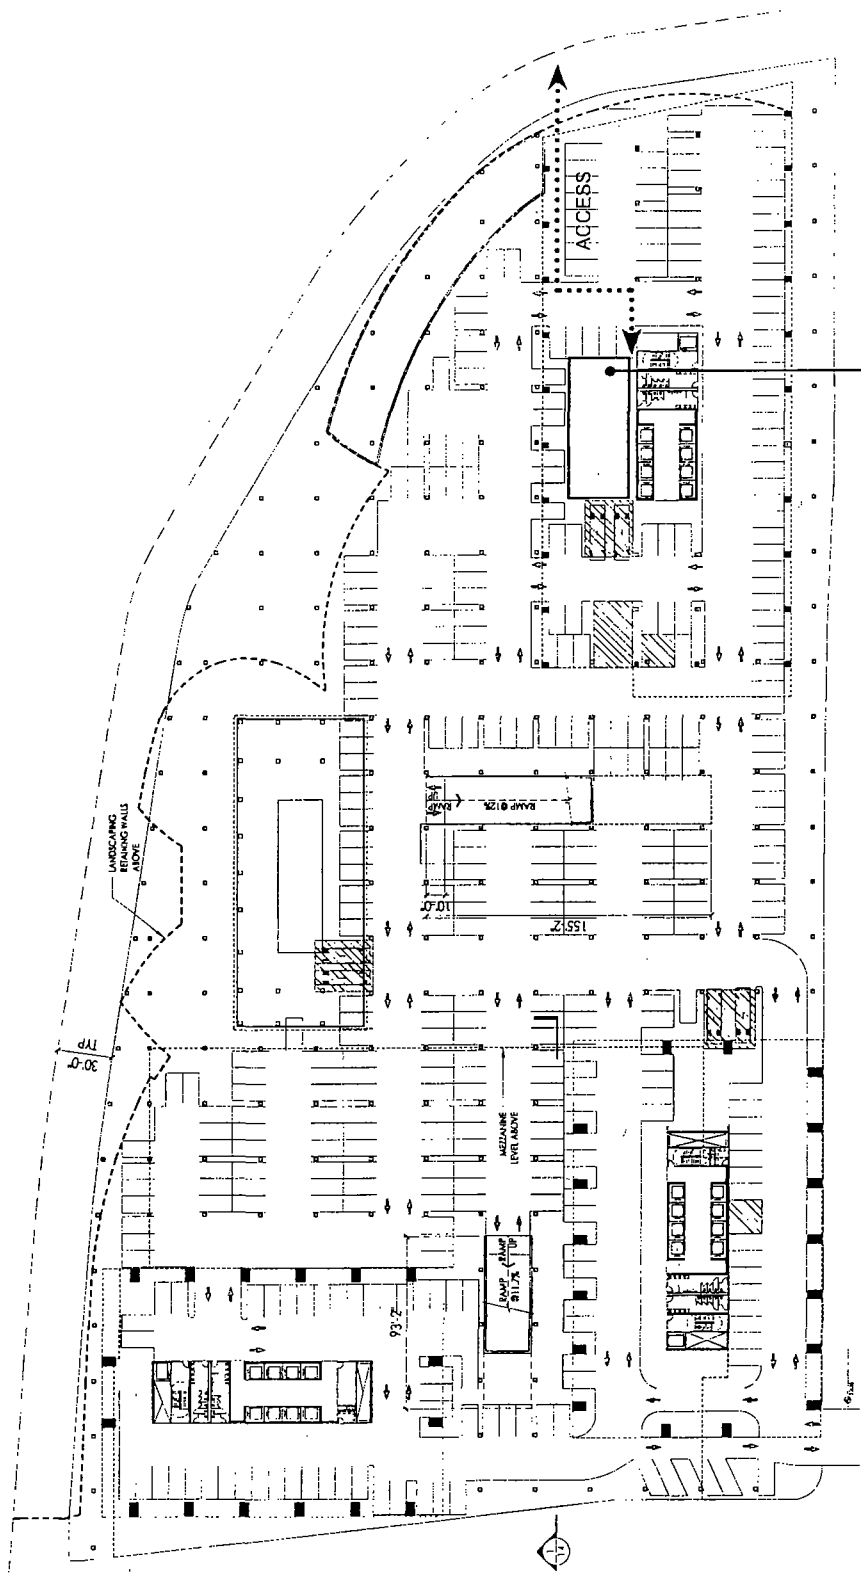 ACCESS
LANDSCAPING
RETAINING WALLS
ABOVE
RAMP
RAMP @12%
10'-0"
155'-2"
30'-0"
TYP
MEZZANINE
LEVEL ABOVE
RAMP
RAMP
UP
@11.7%
93'-2"